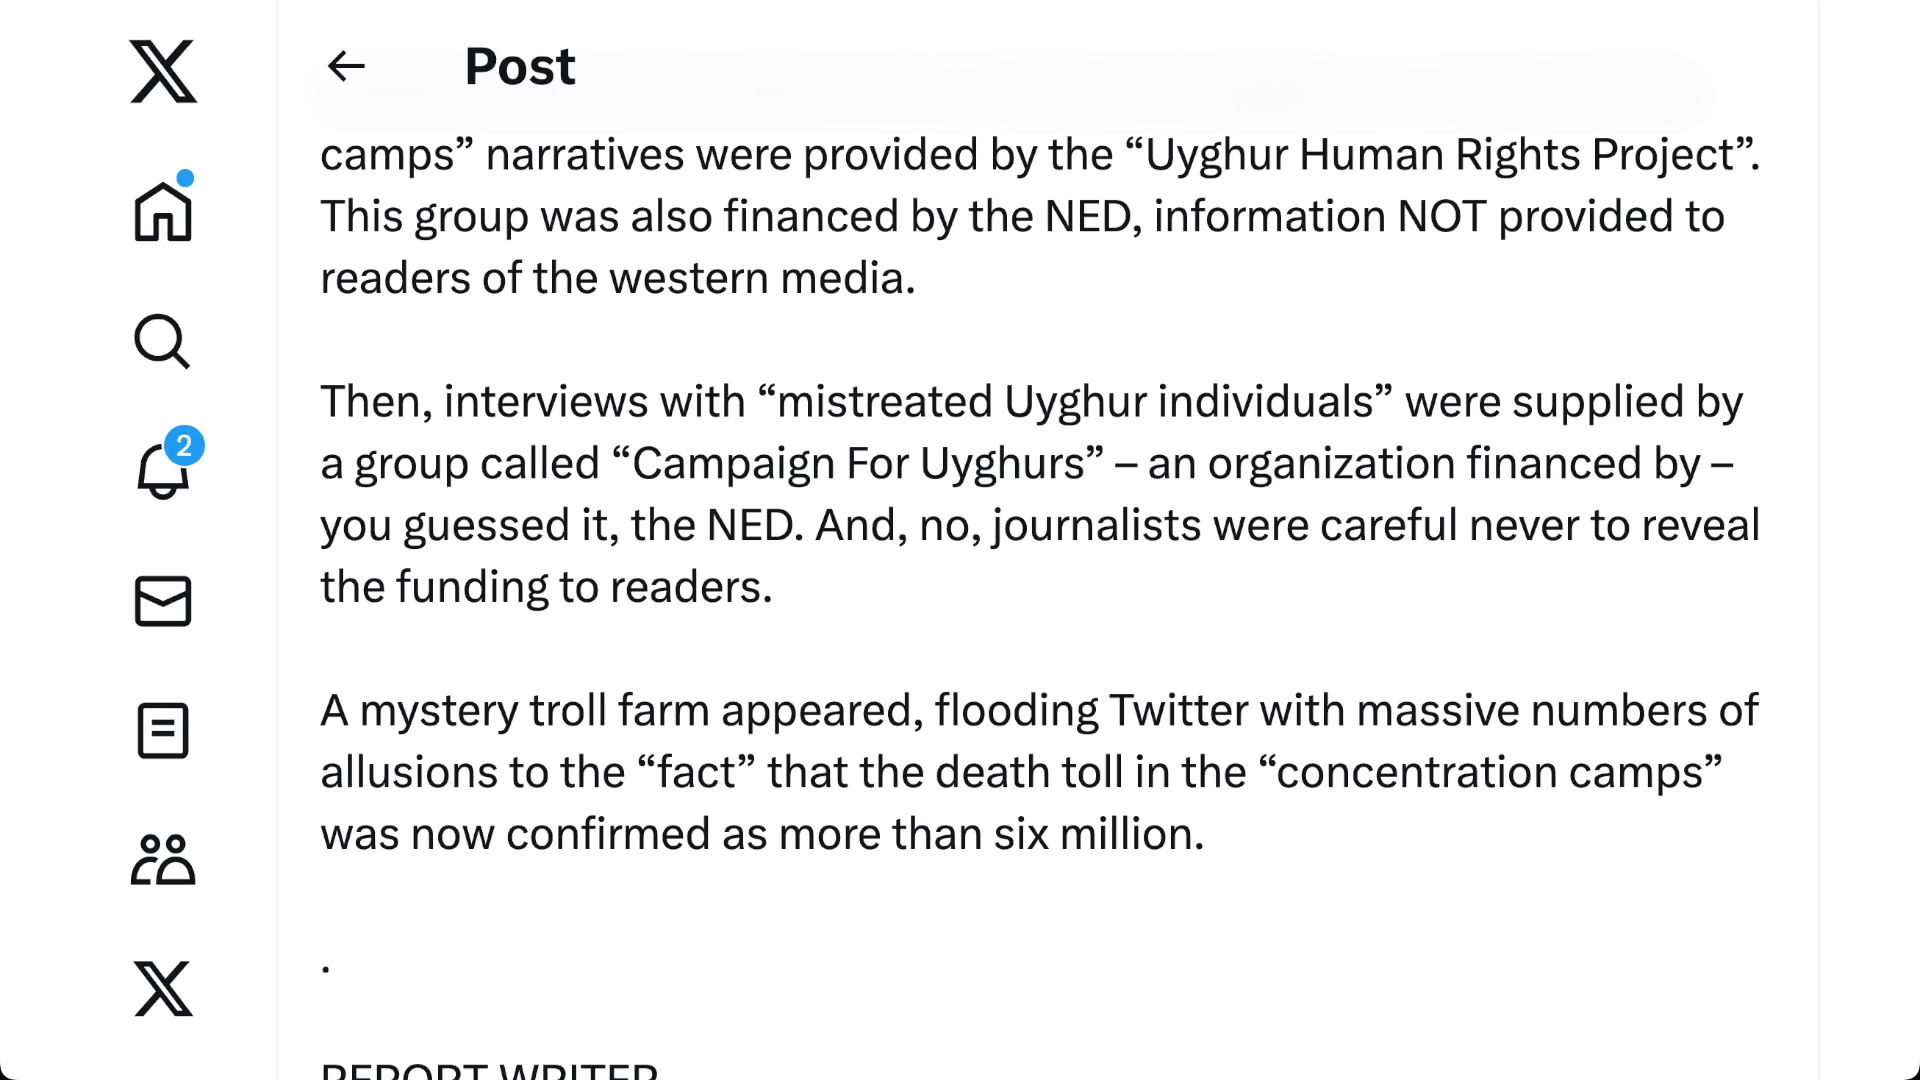 Post
camps” narratives were provided by the “Uyghur Human Rights Project”.
This group was also financed by the NED, information NOT provided to
readers of the western media.
2
Then, interviews with “mistreated Uyghur individuals” were supplied by
a group called “Campaign For Uyghurs” – an organization financed by –
you guessed it, the NED. And, no, journalists were careful never to reveal
the funding to readers.
A mystery troll farm appeared, flooding Twitter with massive numbers of
allusions to the “fact” that the death toll in the “concentration camps”
was now confirmed as more than six million.
.
REPORT WRITER